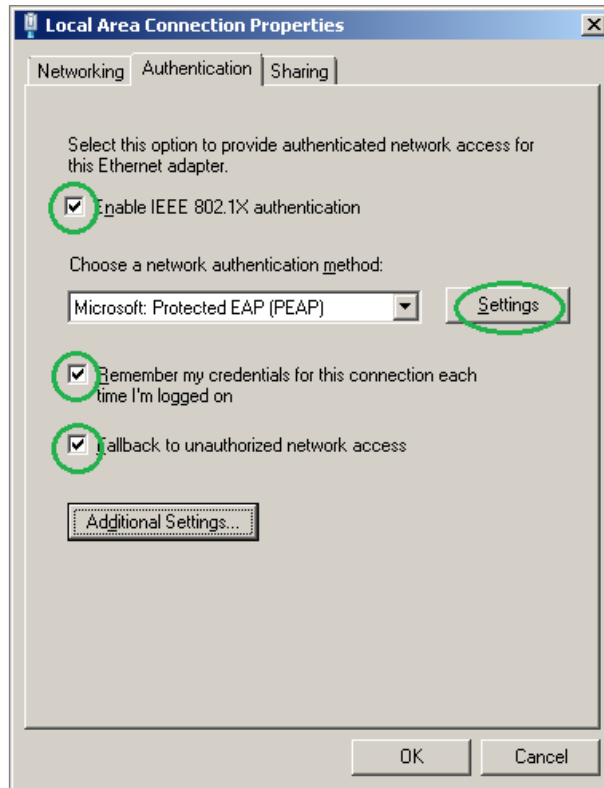 Local Area Connection Properties
Networking Authentication Sharing
Select this option to provide authenticated network access for
this Ethernet adapter.
Enable IEEE 802.1X authentication
Choose a network authentication method:
Microsoft: Protected EAP (PEAP) Settings
Remember my credentials for this connection each
time I'm logged on
Fallback to unauthorized network access
Additional Settings...
OK Cancel